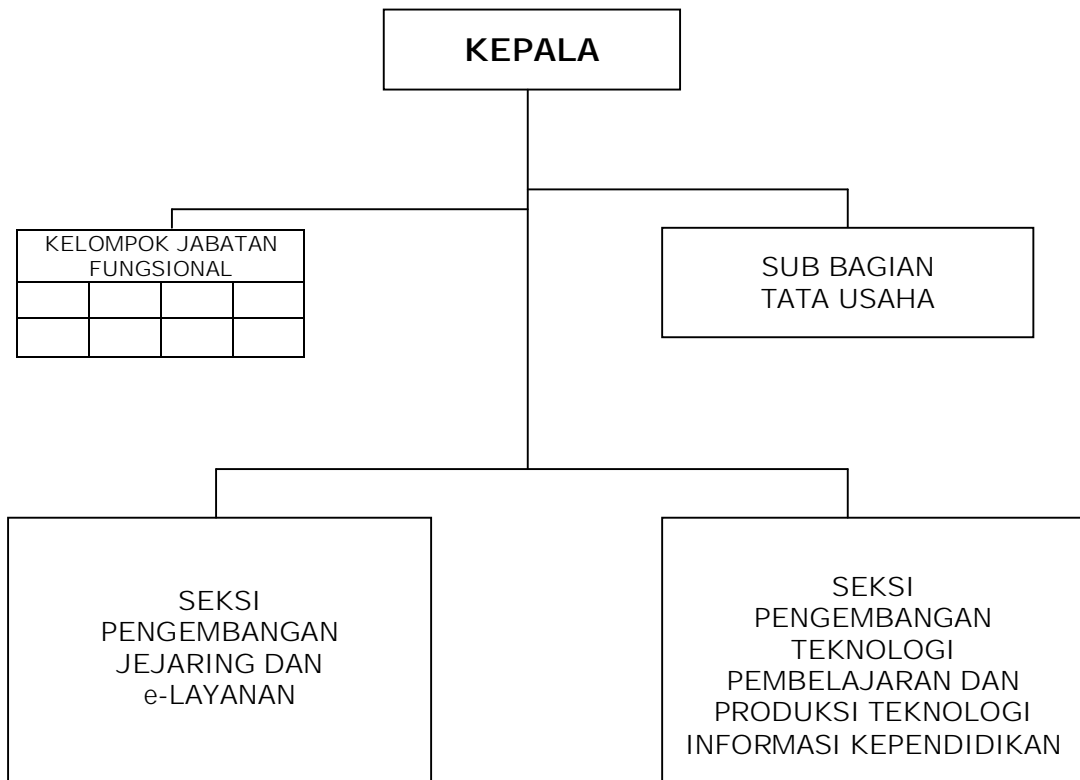 KEPALA
KELOMPOK JABATAN
FUNGSIONAL
SUB BAGIAN
TATA USAHA
SEKSI
PENGEMBANGAN
JEJARING DAN
e-LAYANAN
SEKSI
PENGEMBANGAN
TEKNOLOGI
PEMBELAJARAN DAN
PRODUKSI TEKNOLOGI
INFORMASI KEPENDIDIKAN